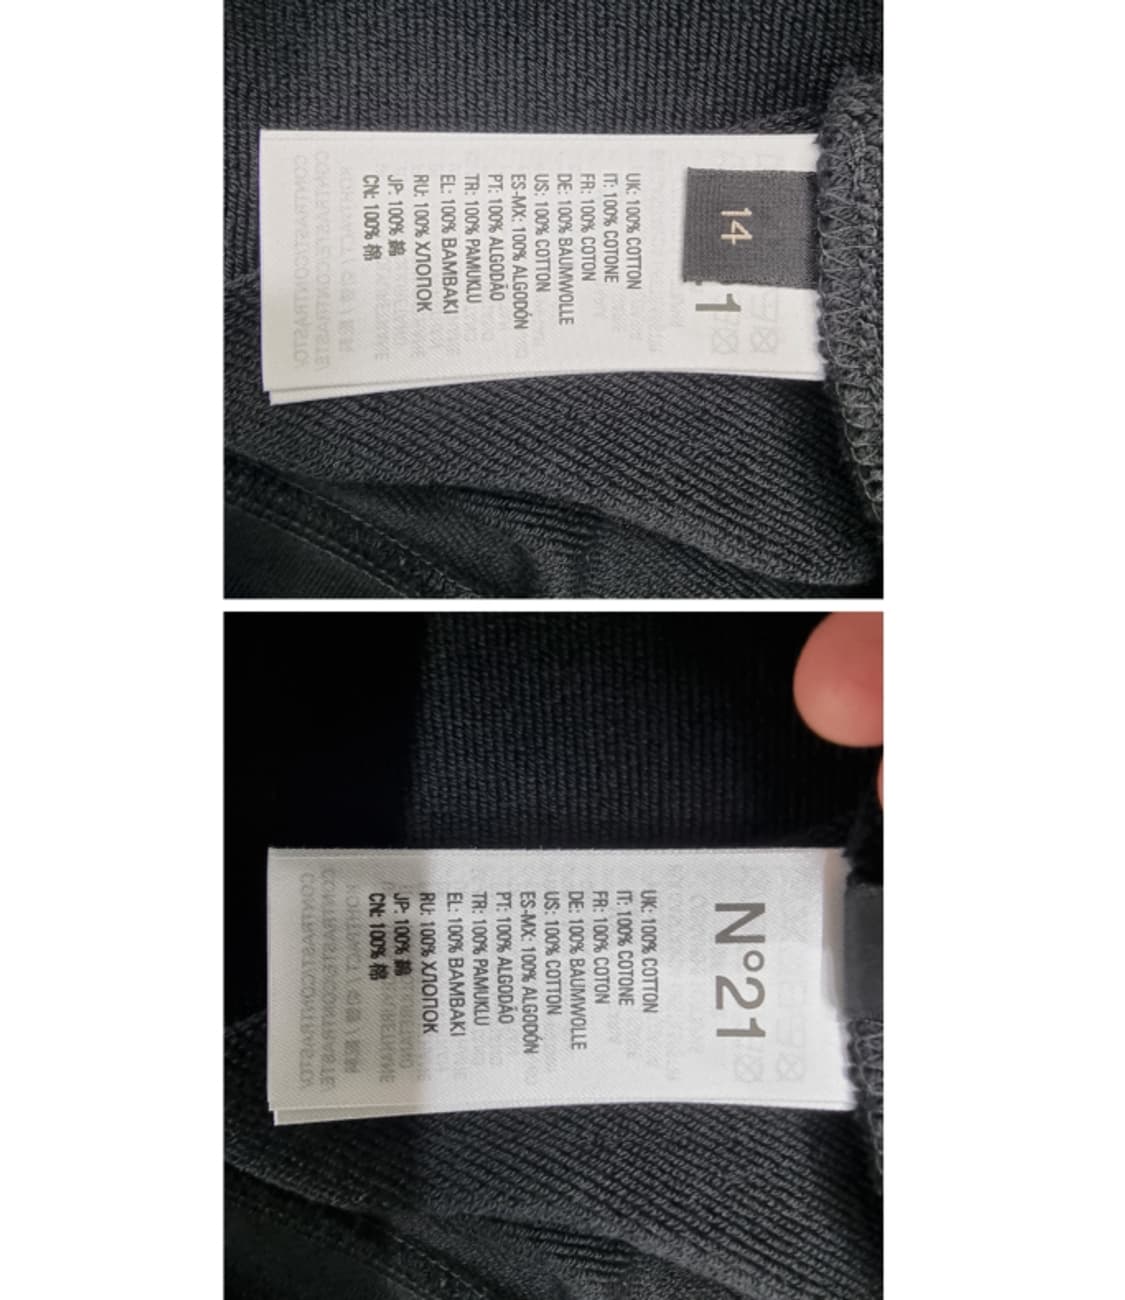 14
1
UK: 100% COTTON
IT: 100% COTONE
FR: 100% COTON
DE: 100% BAUMWOLLE
US: 100% COTTON
ES-MX: 100% ALGODÓN
PT: 100% ALGODÃO
TR: 100% PAMUKLU
EL: 100% BAMBAKI
RU: 100% ХЛОПОК
JP: 100% 綿
CN: 100% 棉
N°21
UK: 100% COTTON
IT: 100% COTONE
FR: 100% COTON
DE: 100% BAUMWOLLE
US: 100% COTTON
ES-MX: 100% ALGODÓN
PT: 100% ALGODÃO
TR: 100% PAMUKLU
EL: 100% BAMBAKI
RU: 100% ХЛОПОК
JP: 100% 綿
CN: 100% 棉